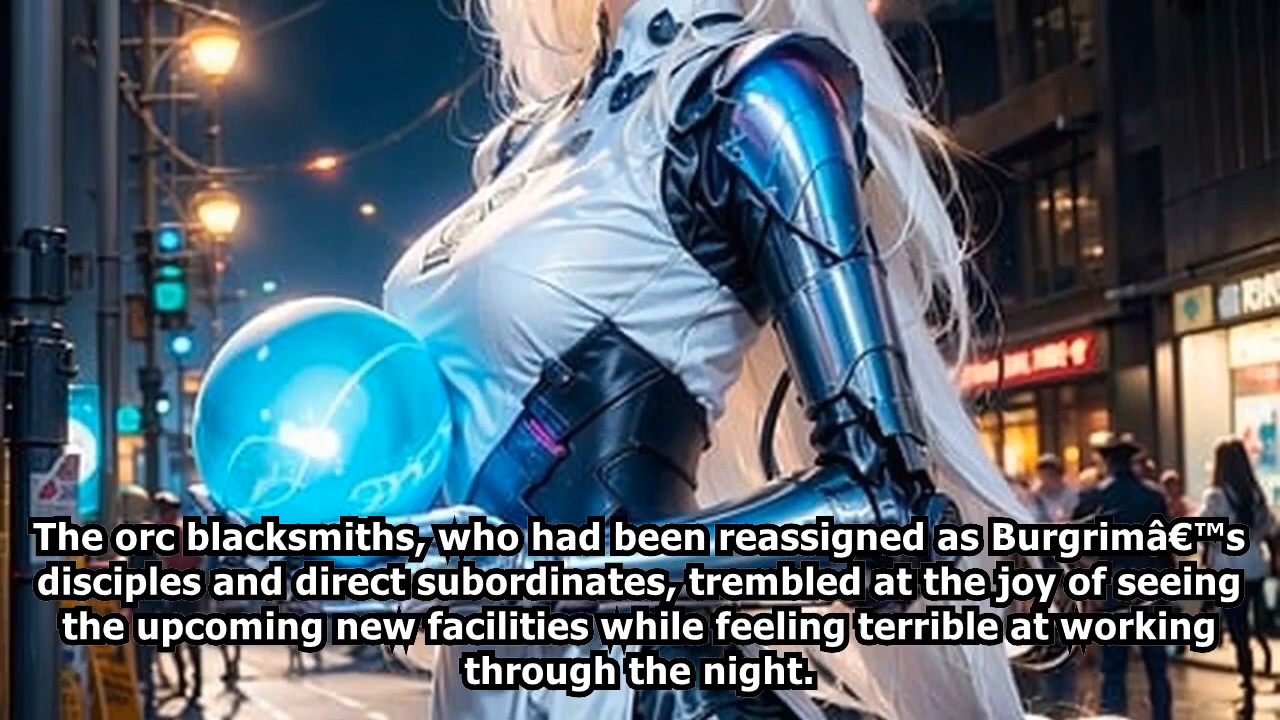 The orc blacksmiths, who had been reassigned as Burgrimâ€™s
disciples and direct subordinates, trembled at the joy of seeing
the upcoming new facilities while feeling terrible at working
through the night.